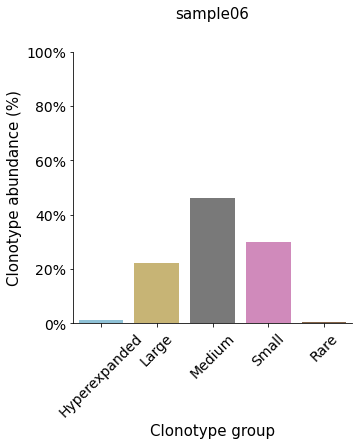 sample06
100%
80%
60%
40%
20%
0%
Clonotype abundance (%)
Hyperexpanded
Large
Medium
Small
Rare
Clonotype group